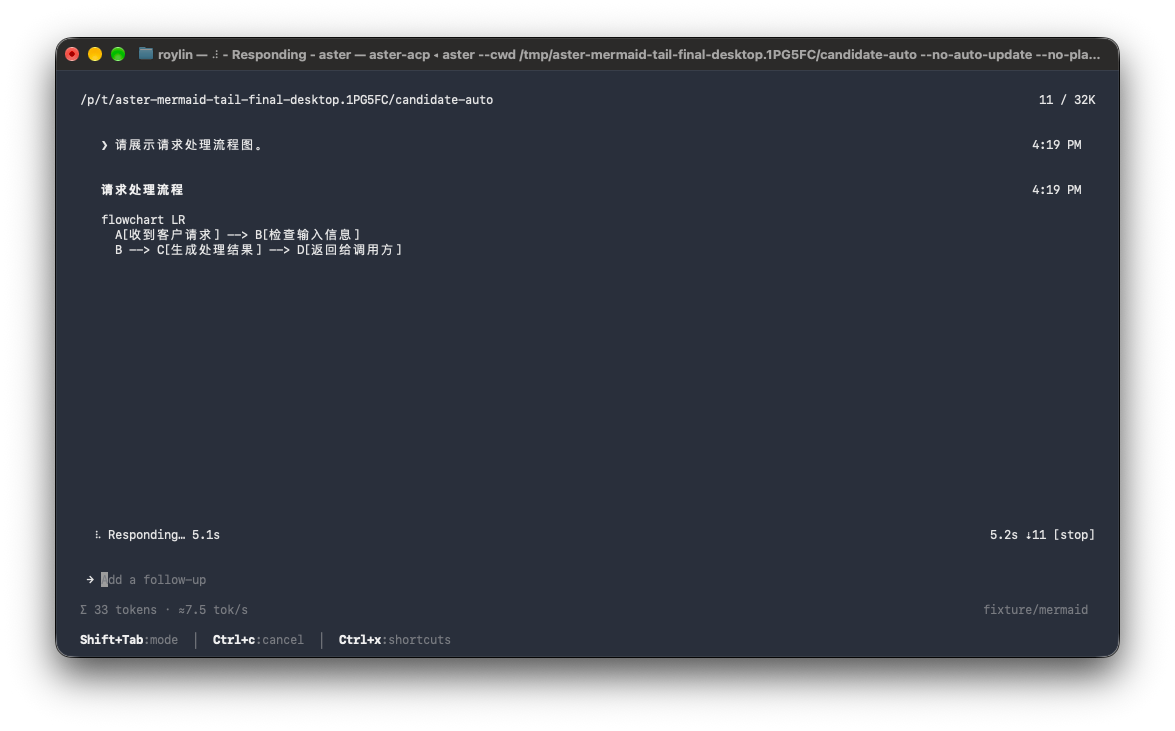 roylin — ⠼ - Responding - aster — aster-acp ◂ aster --cwd /tmp/aster-mermaid-tail-final-desktop.1PG5FC/candidate-auto --no-auto-update --no-pla…
/p/t/aster-mermaid-tail-final-desktop.1PG5FC/candidate-auto 11 / 32K
❯ 请展示请求处理流程图。 4:19 PM
请求处理流程 4:19 PM
flowchart LR
A[收到客户请求] --> B[检查输入信息]
B --> C[生成处理结果] --> D[返回给调用方]
⠧ Responding… 5.1s 5.2s ↓11 [stop]
→ Add a follow-up
Σ 33 tokens · ≈7.5 tok/s fixture/mermaid
Shift+Tab:mode │ Ctrl+c:cancel │ Ctrl+x:shortcuts